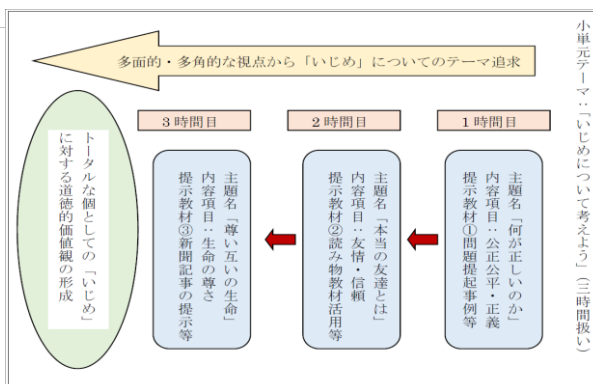 小単元テーマ：「いじめについて考えよう」（三時間扱い）
多面的・多角的な視点から「いじめ」についてのテーマ追求
1時間目
主題名「何が正しいのか」
内容項目：公正公平・正義
提示教材①問題提起事例等
2時間目
主題名「本当の友達とは」
内容項目：友情・信頼
提示教材②読み物教材活用等
3時間目
主題名「尊い互いの生命」
内容項目：生命の尊さ
提示教材③新聞記事の提示等
トータルな個としての「いじめ」
に対する道徳的価値観の形成